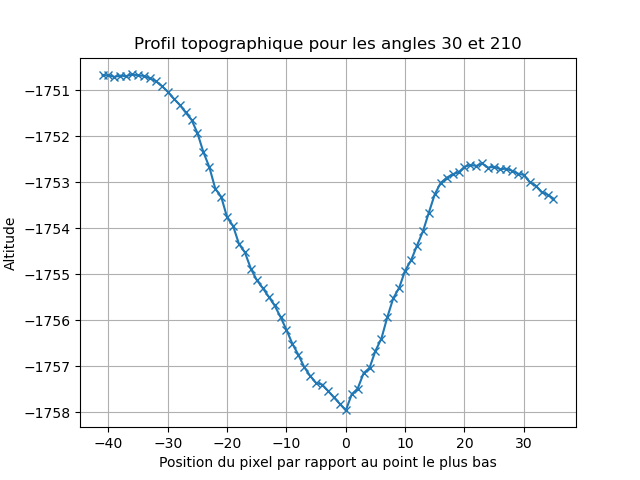 Profil topographique pour les angles 30 et 210
−1751
−1752
−1753
−1754
−1755
−1756
−1757
−1758
Altitude
−40 −30 −20 −10 0 10 20 30
Position du pixel par rapport au point le plus bas